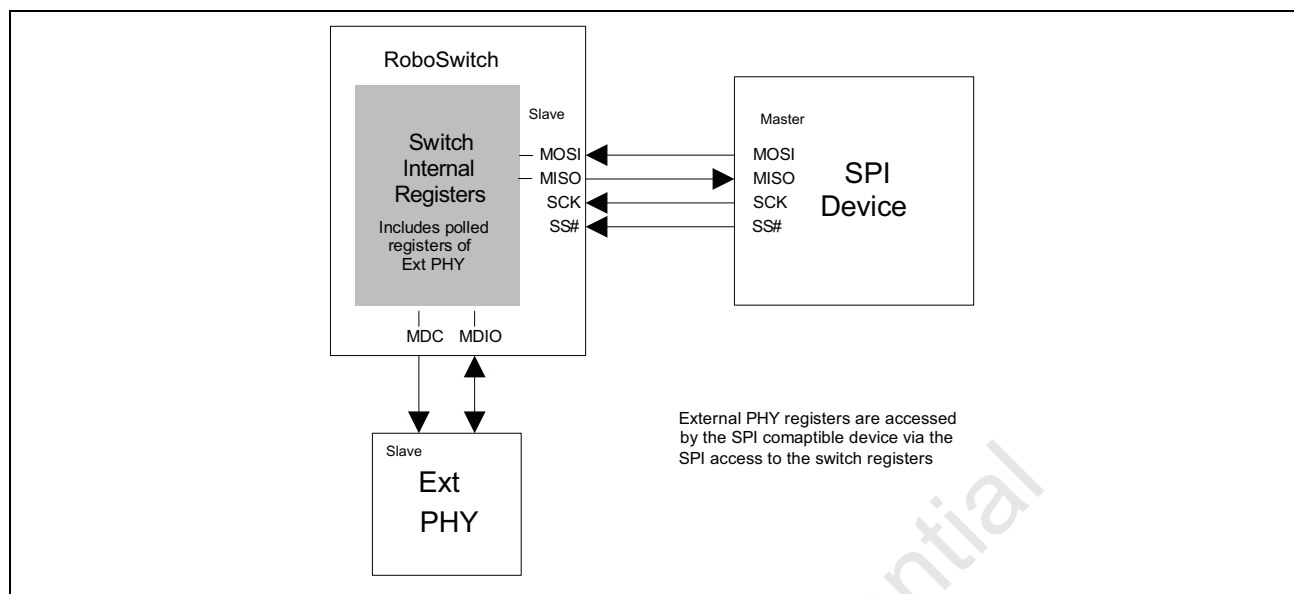 RoboSwitch
Switch
Internal
Registers
Includes polled
registers of
Ext PHY
Slave
MOSI
MISO
SCK
SS#
MDC MDIO
Master
MOSI
MISO
SCK
SS#
SPI
Device
Slave
Ext
PHY
External PHY registers are accessed
by the SPI comaptible device via the
SPI access to the switch registers
ntial